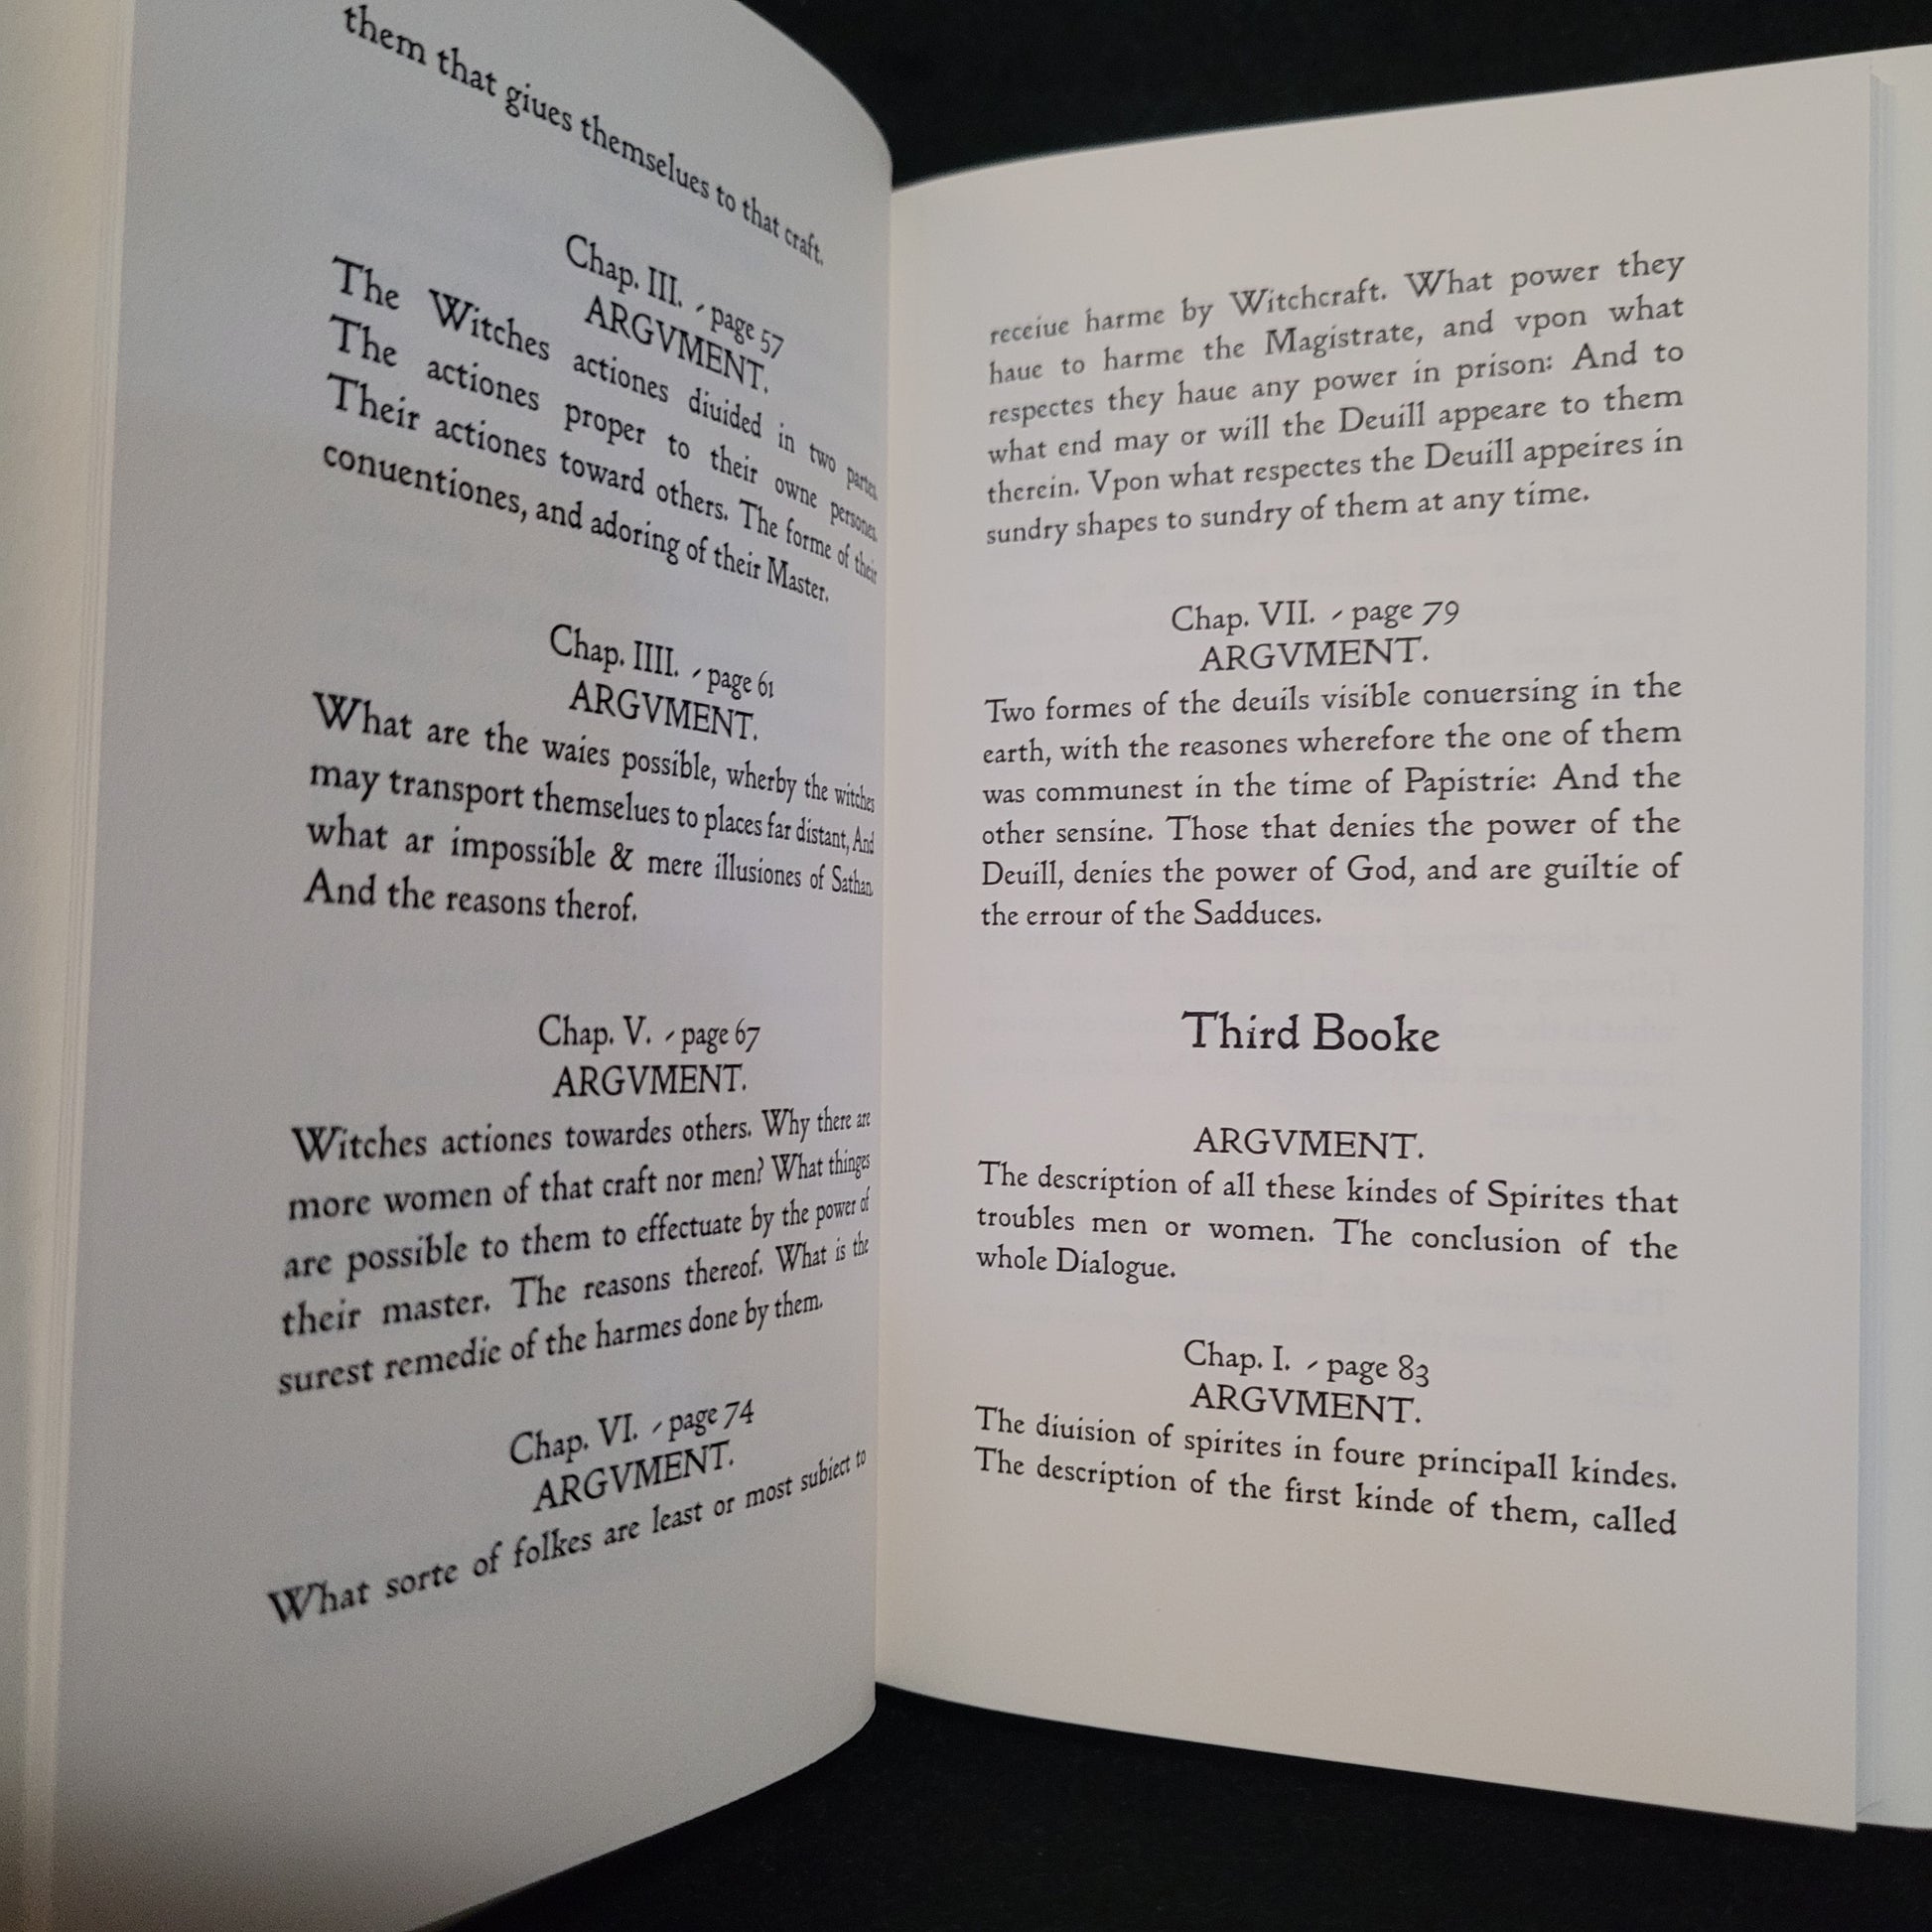 them that giues themselues to that craft.
Chap. III. ⸝ page 57
ARGVMENT.
The Witches actiones diuided in two partes.
The actiones proper to their owne persones.
Their actiones toward others. The forme of their
conuentiones, and adoring of their Master.
Chap. IIII. ⸝ page 61
ARGVMENT.
What are the waies possible, wherby the witches
may transport themselues to places far distant, And
what ar impossible & mere illusiones of Sathan.
And the reasons therof.
Chap. V. ⸝ page 67
ARGVMENT.
Witches actiones towardes others. Why there are
more women of that craft nor men? What thinges
are possible to them to effectuate by the power of
their master. The reasons thereof. What is the
surest remedie of the harmes done by them.
Chap. VI. ⸝ page 74
ARGVMENT.
What sorte of folkes are least or most subiect to
receiue harme by Witchcraft. What power they
haue to harme the Magistrate, and vpon what
respectes they haue any power in prison: And to
what end may or will the Deuill appeare to them
therein. Vpon what respectes the Deuill appeires in
sundry shapes to sundry of them at any time.
Chap. VII. ⸝ page 79
ARGVMENT.
Two formes of the deuils visible conuersing in the
earth, with the reasones wherefore the one of them
was communest in the time of Papistrie: And the
other sensine. Those that denies the power of the
Deuill, denies the power of God, and are guiltie of
the errour of the Sadduces.
Third Booke
ARGVMENT.
The description of all these kindes of Spirites that
troubles men or women. The conclusion of the
whole Dialogue.
Chap. I. ⸝ page 83
ARGVMENT.
The diuision of spirites in foure principall kindes.
The description of the first kinde of them, called